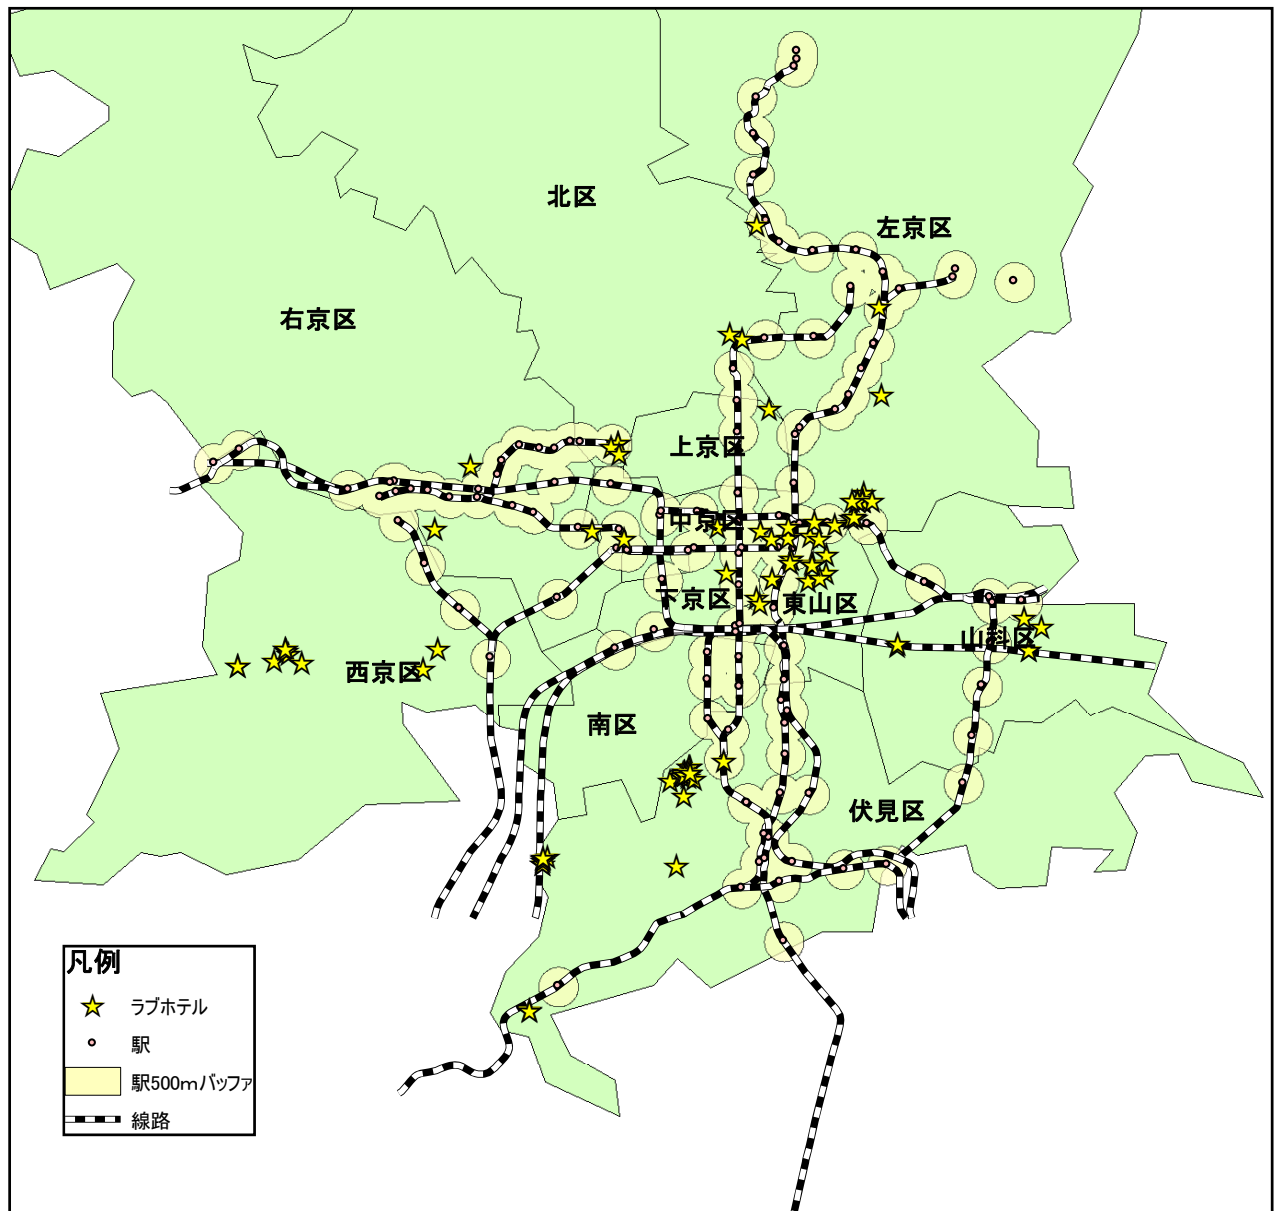 北区
左京区
右京区
上京区
中京区
下京区
東山区
山科区
西京区
南区
伏見区
凡例
ラブホテル
駅
駅500mバッファ
線路